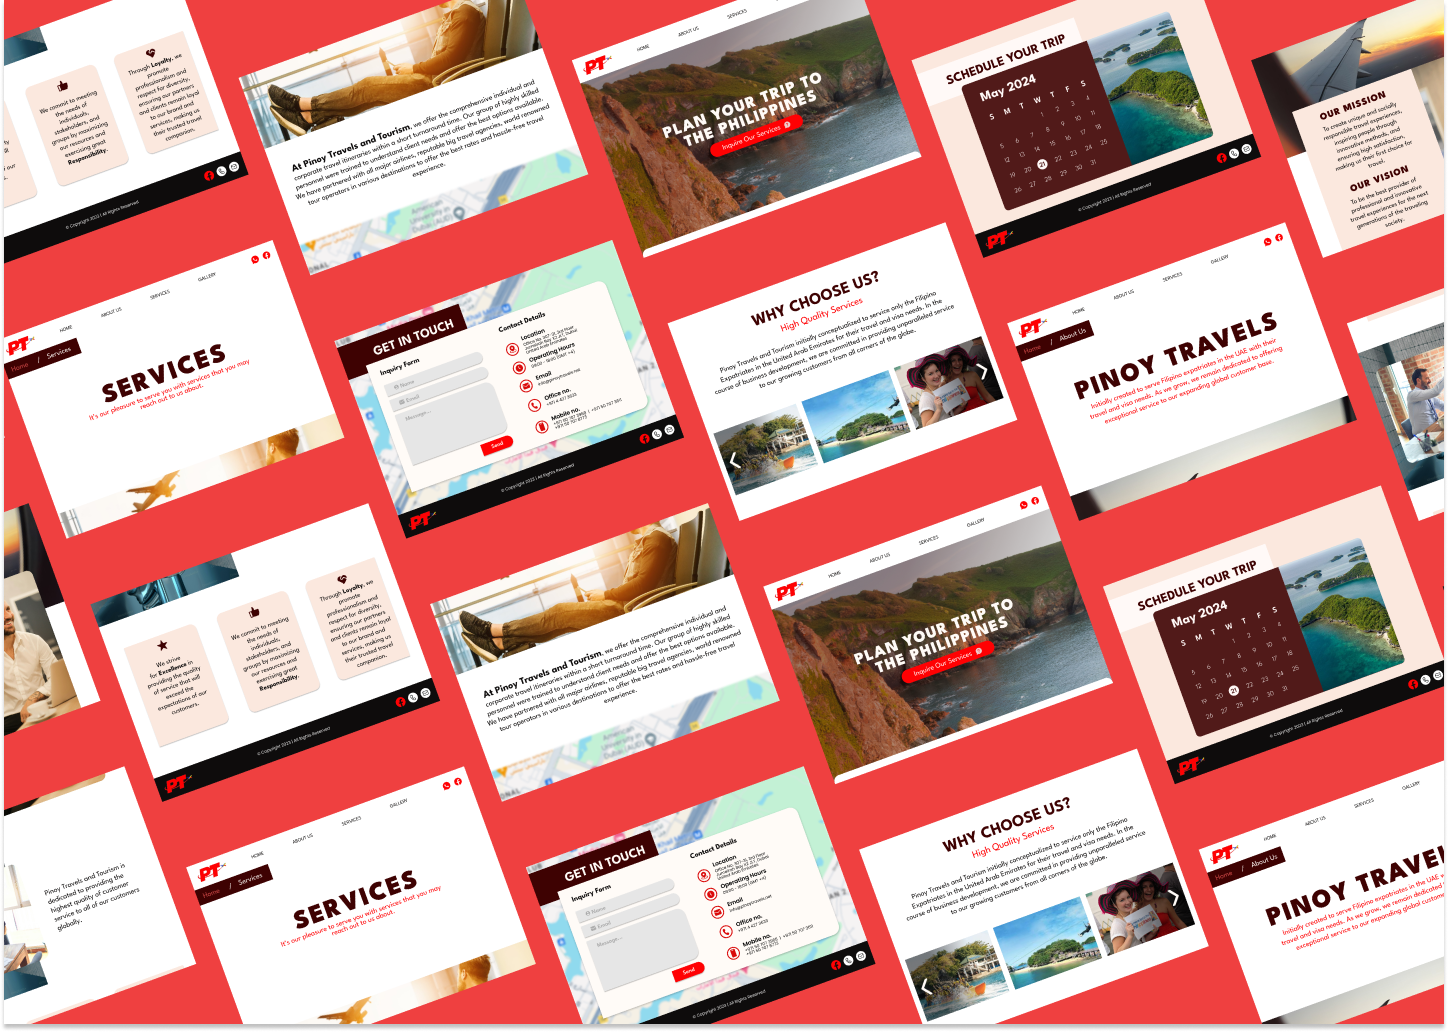 We commit to meeting
the needs of
individuals,
stakeholders, and
groups by maximizing
our resources and
exercising great
Responsibility.
Through Loyalty, we
promote
professionalism and
respect for diversity,
ensuring our partners
and clients remain loyal
to our brand and
services, making us
their trusted travel
companion.
© Copyright 2023 | All Rights Reserved
At Pinoy Travels and Tourism, we offer the comprehensive individual and
corporate travel itineraries within a short turnaround time. Our group of highly skilled
personnel were trained to understand client needs and offer the best options available.
We have partnered with all major airlines, reputable big travel agencies, world renowned
tour operators in various destinations to offer the best rates and hassle-free travel
experience.
American
University in
Dubai (AUD)
PT
HOME
ABOUT US
SERVICES
PLAN YOUR TRIP TO
THE PHILIPPINES
Inquire Our Services
SCHEDULE YOUR TRIP
May 2024
S M T W T F S
1 2 3 4
5 6 7 8 9 10 11
12 13 14 15 16 17 18
19 20 21 22 23 24 25
26 27 28 29 30 31
PT
© Copyright 2023 | All Rights Reserved
OUR MISSION
To create unique and socially
responsible travel experiences,
inspiring people through
innovative methods, and
ensuring high satisfaction,
making us their first choice for
travel.
OUR VISION
To be the best provider of
professional and innovative
travel experiences for the next
generations of the traveling
society.
PT
HOME
ABOUT US
SERVICES
GALLERY
Home / Services
SERVICES
It's our pleasure to serve you with services that you may
reach out to us about.
GET IN TOUCH
Inquiry Form
Name
Email
Message...
Send
Contact Details
Location
Operating Hours
Email
info@pinoytravels.net
Office no.
Mobile no.
PT
© Copyright 2023 | All Rights Reserved
WHY CHOOSE US?
High Quality Services
Pinoy Travels and Tourism initially conceptualized to service only the Filipino
Expatriates in the United Arab Emirates for their travel and visa needs. In the
course of business development, we are committed in providing unparalleled service
to our growing customers from all corners of the globe.
PT
HOME
ABOUT US
SERVICES
GALLERY
Home / About Us
PINOY TRAVELS
Initially created to serve Filipino expatriates in the UAE with their
travel and visa needs. As we grow, we remain dedicated to offering
exceptional service to our expanding global customer base.
We strive
for Excellence in
providing the quality
of service that will
exceed the
expectations of our
customers.
We commit to meeting
the needs of
individuals,
stakeholders, and
groups by maximizing
our resources and
exercising great
Responsibility.
Through Loyalty, we
promote
professionalism and
respect for diversity,
ensuring our partners
and clients remain loyal
to our brand and
services, making us
their trusted travel
companion.
PT
© Copyright 2023 | All Rights Reserved
At Pinoy Travels and Tourism, we offer the comprehensive individual and
corporate travel itineraries within a short turnaround time. Our group of highly skilled
personnel were trained to understand client needs and offer the best options available.
We have partnered with all major airlines, reputable big travel agencies, world renowned
tour operators in various destinations to offer the best rates and hassle-free travel
experience.
American
University in
Dubai (AUD)
PT
HOME
ABOUT US
SERVICES
GALLERY
PLAN YOUR TRIP TO
THE PHILIPPINES
Inquire Our Services
SCHEDULE YOUR TRIP
May 2024
S M T W T F S
1 2 3 4
5 6 7 8 9 10 11
12 13 14 15 16 17 18
19 20 21 22 23 24 25
26 27 28 29 30 31
PT
© Copyright 2023 | All Rights Reserved
Pinoy Travels and Tourism is
dedicated to providing the
highest quality of customer
service to all of our customers
globally.
PT
HOME
ABOUT US
SERVICES
GALLERY
Home / Services
SERVICES
It's our pleasure to serve you with services that you may
reach out to us about.
GET IN TOUCH
Inquiry Form
Name
Email
Message...
Send
Contact Details
Location
Operating Hours
Email
info@pinoytravels.net
Office no.
Mobile no.
© Copyright 2023 | All Rights Reserved
WHY CHOOSE US?
High Quality Services
Pinoy Travels and Tourism initially conceptualized to service only the Filipino
Expatriates in the United Arab Emirates for their travel and visa needs. In the
course of business development, we are committed in providing unparalleled service
to our growing customers from all corners of the globe.
PT
HOME
ABOUT US
SERVICES
GALLERY
Home / About Us
PINOY TRAVEL
Initially created to serve Filipino expatriates in the UAE
travel and visa needs. As we grow, we remain dedicated to
exceptional service to our expanding global